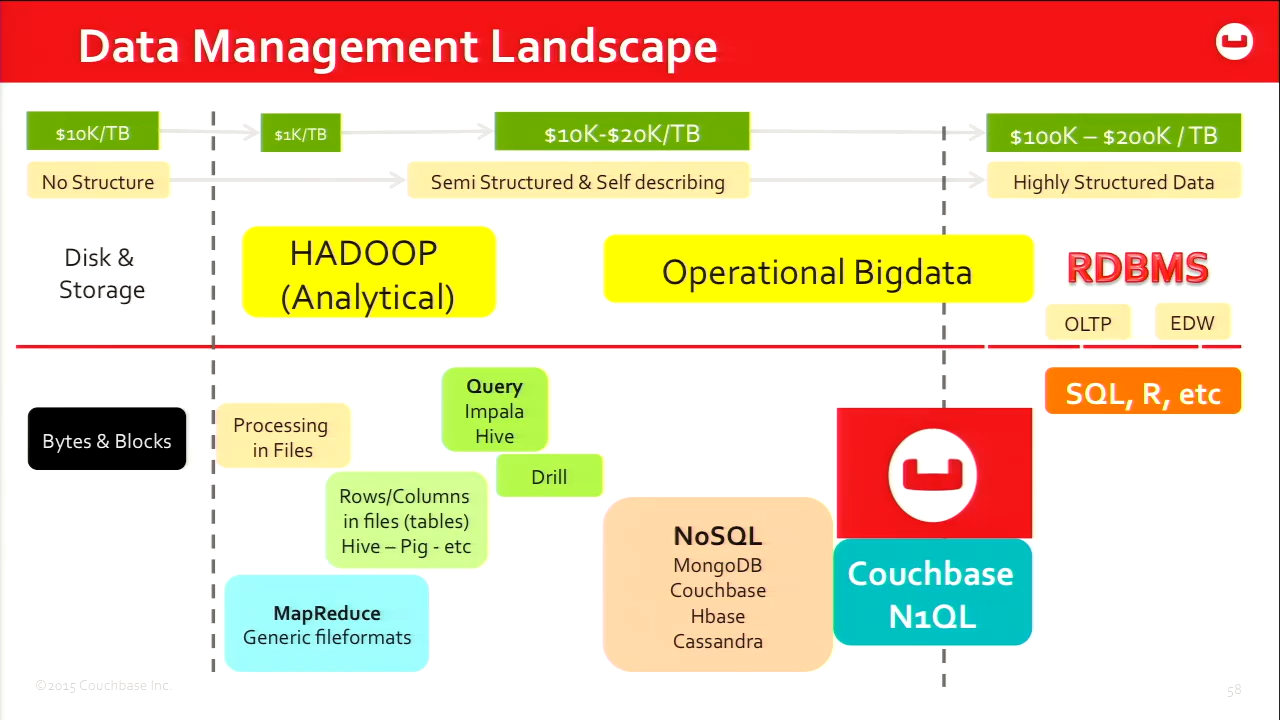 Data Management Landscape
$10K/TB
$1K/TB
$10K-$20K/TB
$100K – $200K / TB
No Structure
Semi Structured & Self describing
Highly Structured Data
Disk &
Storage
HADOOP
(Analytical)
Operational Bigdata
RDBMS
OLTP
EDW
Bytes & Blocks
Processing
in Files
Query
Impala
Hive
Drill
SQL, R, etc
Rows/Columns
in files (tables)
Hive – Pig - etc
MapReduce
Generic fileformats
NoSQL
MongoDB
Couchbase
Hbase
Cassandra
Couchbase
N1QL
©2015 Couchbase Inc.
58